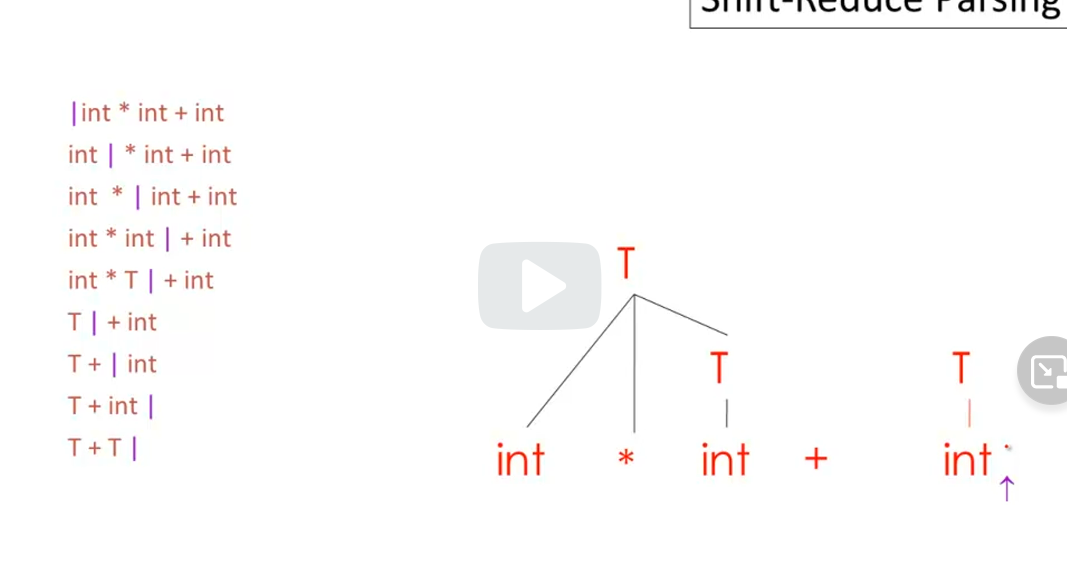 Shift-Reduce Parsing
|int * int + int
int | * int + int
int * | int + int
int * int | + int
int * T | + int
T | + int
T + | int
T + int |
T + T |
T
T T
int * int + int